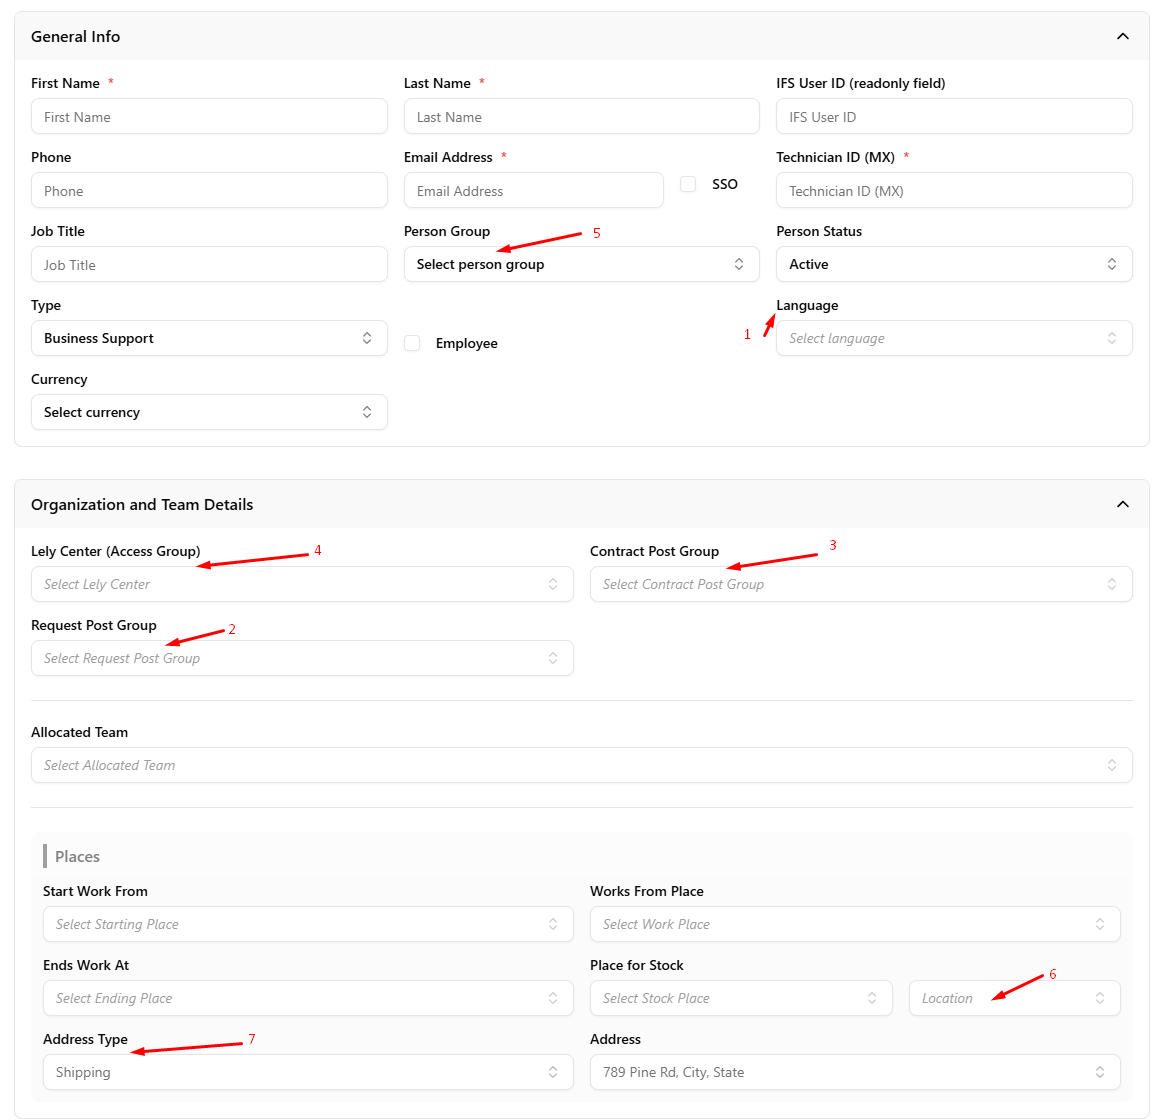 General Info
First Name *
Last Name *
IFS User ID (readonly field)
First Name
Last Name
IFS User ID
Phone
Email Address *
Technician ID (MX) *
Phone
Email Address
SSO
Technician ID (MX)
Job Title
Person Group
5
Person Status
Job Title
Select person group
Active
Type
Language
1
Business Support
Employee
Select language
Currency
Select currency
Organization and Team Details
Lely Center (Access Group)
4
Contract Post Group
3
Select Lely Center
Select Contract Post Group
Request Post Group
2
Select Request Post Group
Allocated Team
Select Allocated Team
Places
Start Work From
Works From Place
Select Starting Place
Select Work Place
Ends Work At
Place for Stock
6
Select Ending Place
Select Stock Place
Location
Address Type
7
Address
Shipping
789 Pine Rd, City, State